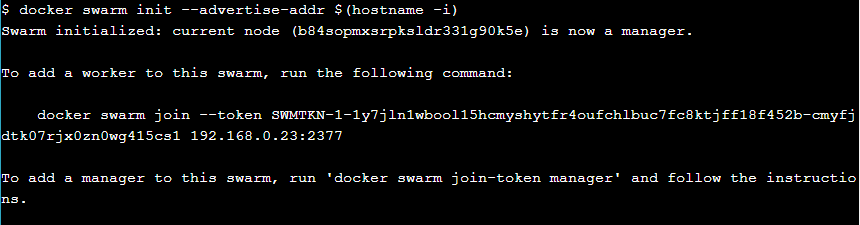 $ docker swarm init --advertise-addr $(hostname -i)
Swarm initialized: current node (b84sopmxsrpksldr331g90k5e) is now a manager.
To add a worker to this swarm, run the following command:
docker swarm join --token SWMTKN-1-1y7jln1wbool15hcmyshytfr4oufchlbuc7fc8ktjff18f452b-cmyfj
dtk07rjx0zn0wg415cs1 192.168.0.23:2377
To add a manager to this swarm, run 'docker swarm join-token manager' and follow the instructio
ns.